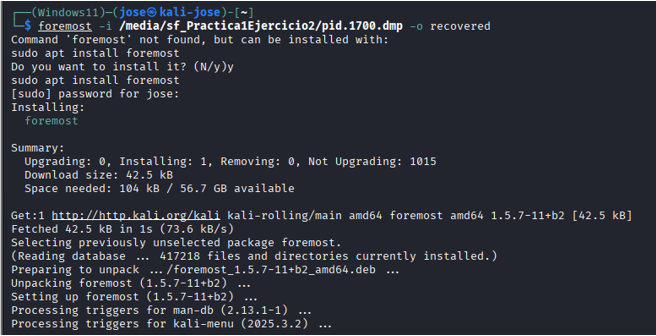 ┌──(Windows11)─(jose㉿kali-jose)-[~]
└─$ foremost -i /media/sf_Practica1Ejercicio2/pid.1700.dmp -o recovered
Command 'foremost' not found, but can be installed with:
sudo apt install foremost
Do you want to install it? (N/y)y
sudo apt install foremost
[sudo] password for jose:
Installing:
  foremost

Summary:
  Upgrading: 0, Installing: 1, Removing: 0, Not Upgrading: 1015
  Download size: 42.5 kB
  Space needed: 104 kB / 56.7 GB available

Get:1 http://http.kali.org/kali kali-rolling/main amd64 foremost amd64 1.5.7-11+b2 [42.5 kB]
Fetched 42.5 kB in 1s (73.6 kB/s)
Selecting previously unselected package foremost.
(Reading database ... 417218 files and directories currently installed.)
Preparing to unpack .../foremost_1.5.7-11+b2_amd64.deb ...
Unpacking foremost (1.5.7-11+b2) ...
Setting up foremost (1.5.7-11+b2) ...
Processing triggers for man-db (2.13.1-1) ...
Processing triggers for kali-menu (2025.3.2) ...